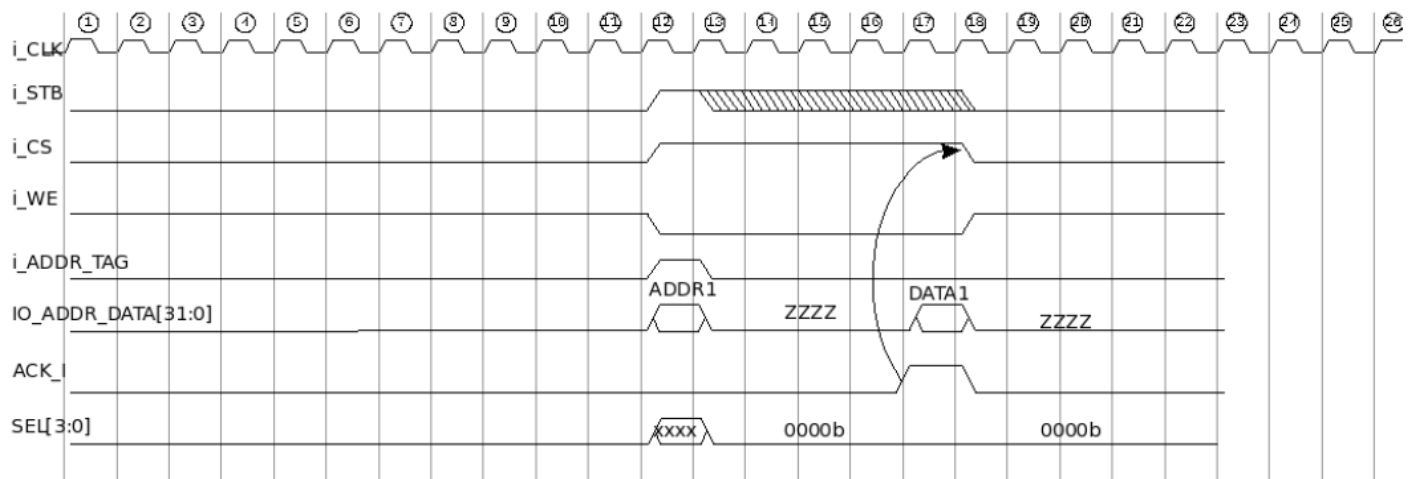 ① ② ③ ④ ⑤ ⑥ ⑦ ⑧ ⑨ ⑩ ⑪ ⑫ ⑬ ⑭ ⑮ ⑯ ⑰ ⑱ ⑲ ⑳ ㉑ ㉒ ㉓ ㉔ ㉕ ㉖
i_CLK
i_STB
i_CS
i_WE
i_ADDR_TAG
ADDR1 DATA1
IO_ADDR_DATA[31:0] ZZZZ ZZZZ
ACK_I
SEL[3:0] xxxx 0000b 0000b